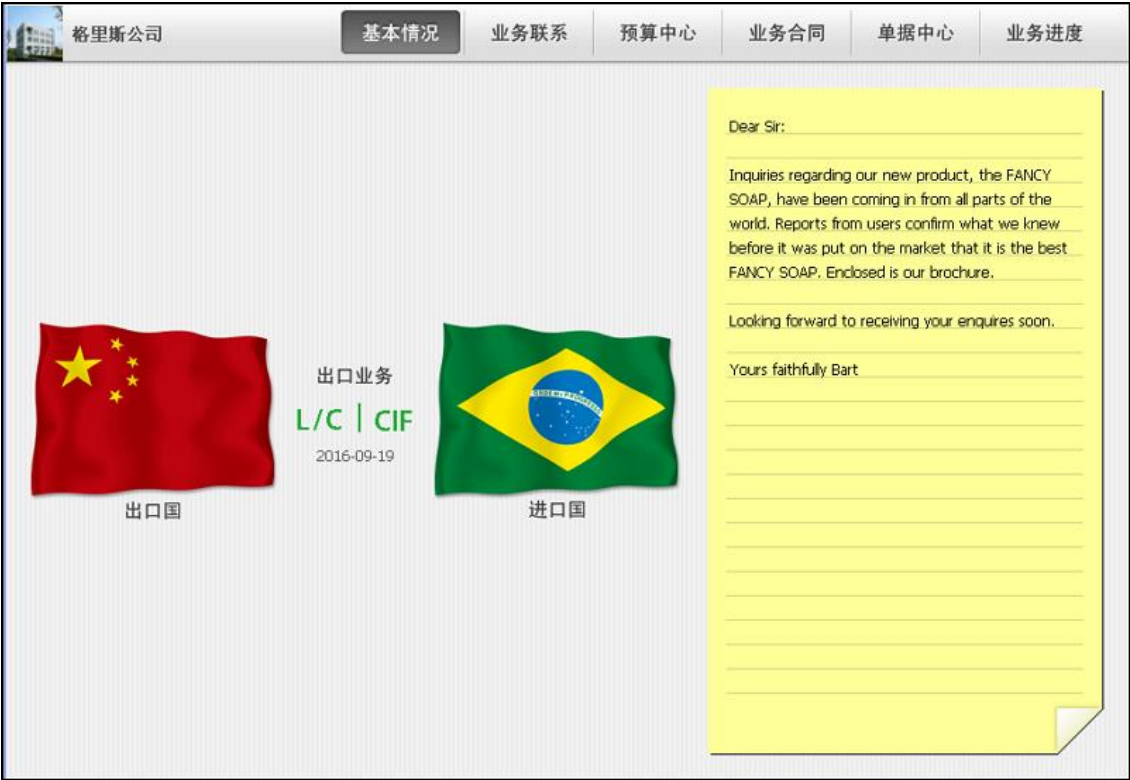 格里斯公司
基本情况
业务联系
预算中心
业务合同
单据中心
业务进度
出口业务
L/C | CIF
2016-09-19
出口国
进口国
Dear Sir:
Inquiries regarding our new product, the FANCY
SOAP, have been coming in from all parts of the
world. Reports from users confirm what we knew
before it was put on the market that it is the best
FANCY SOAP. Enclosed is our brochure.
Looking forward to receiving your enquires soon.
Yours faithfully Bart